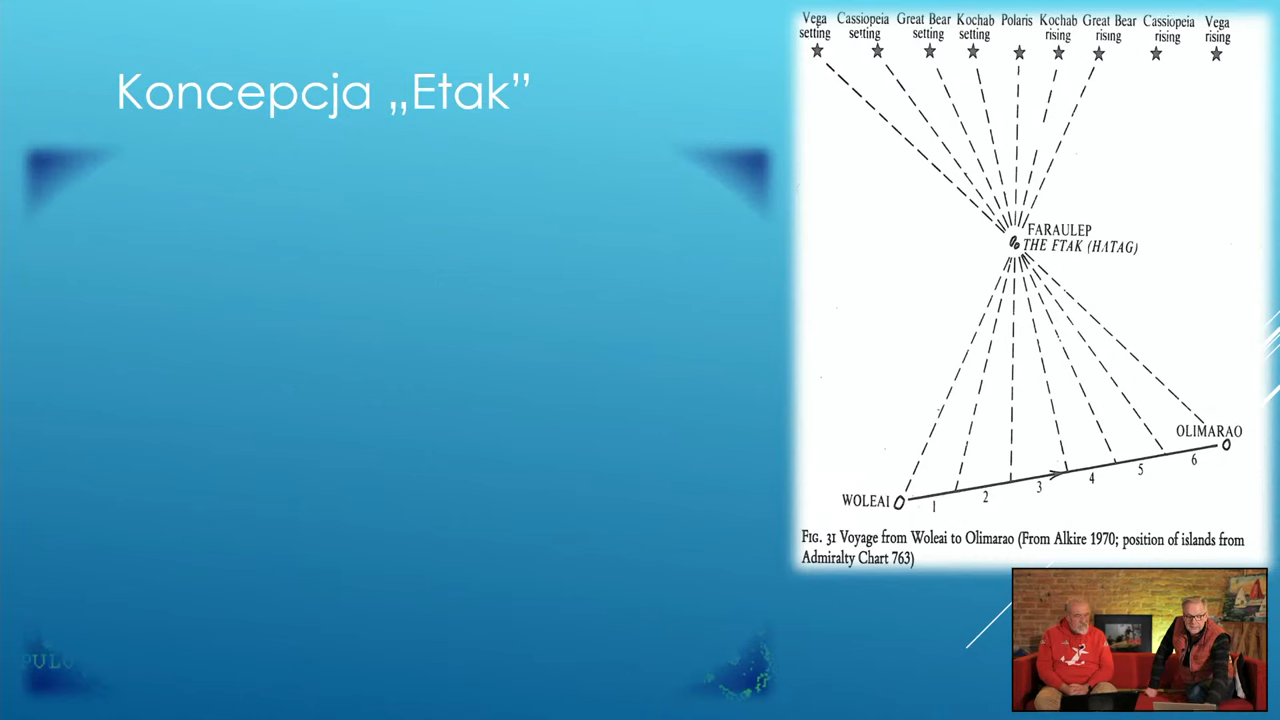 Koncepcja „Etak”
Vega setting
Cassiopeia setting
Great Bear setting
Kochab setting
Polaris
Kochab rising
Great Bear rising
Cassiopeia rising
Vega rising
FARAULEP
THE ETAK (HATAG)
OLIMARAO
WOLEAI
1
2
3
4
5
6
FIG. 31 Voyage from Woleai to Olimarao (From Alkire 1970; position of islands from
Admiralty Chart 763)
PULO